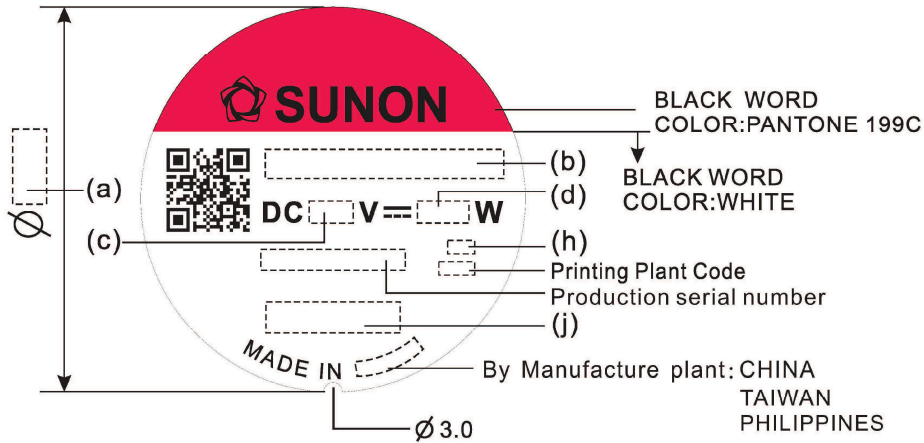 SUNON
BLACK WORD
COLOR:PANTONE 199C
BLACK WORD
COLOR:WHITE
(a)
Ø
(b)
(d)
DC V W
(c)
(h)
Printing Plant Code
Production serial number
(j)
MADE IN
By Manufacture plant: CHINA
TAIWAN
PHILIPPINES
Ø 3.0